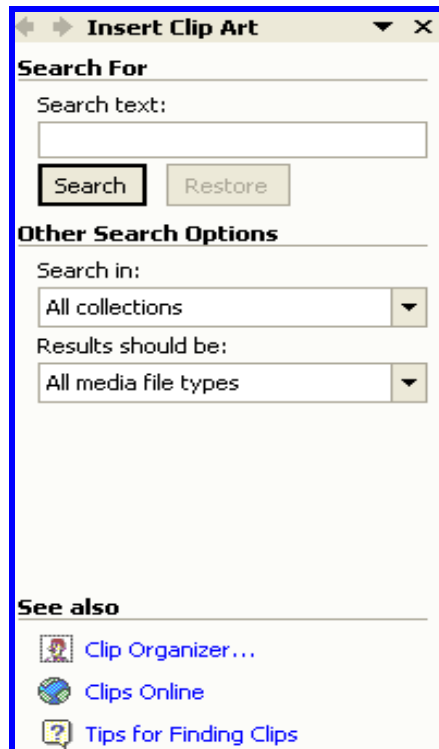 Insert Clip Art
Search For
Search text:
Search Restore
Other Search Options
Search in:
All collections
Results should be:
All media file types
See also
Clip Organizer...
Clips Online
Tips for Finding Clips